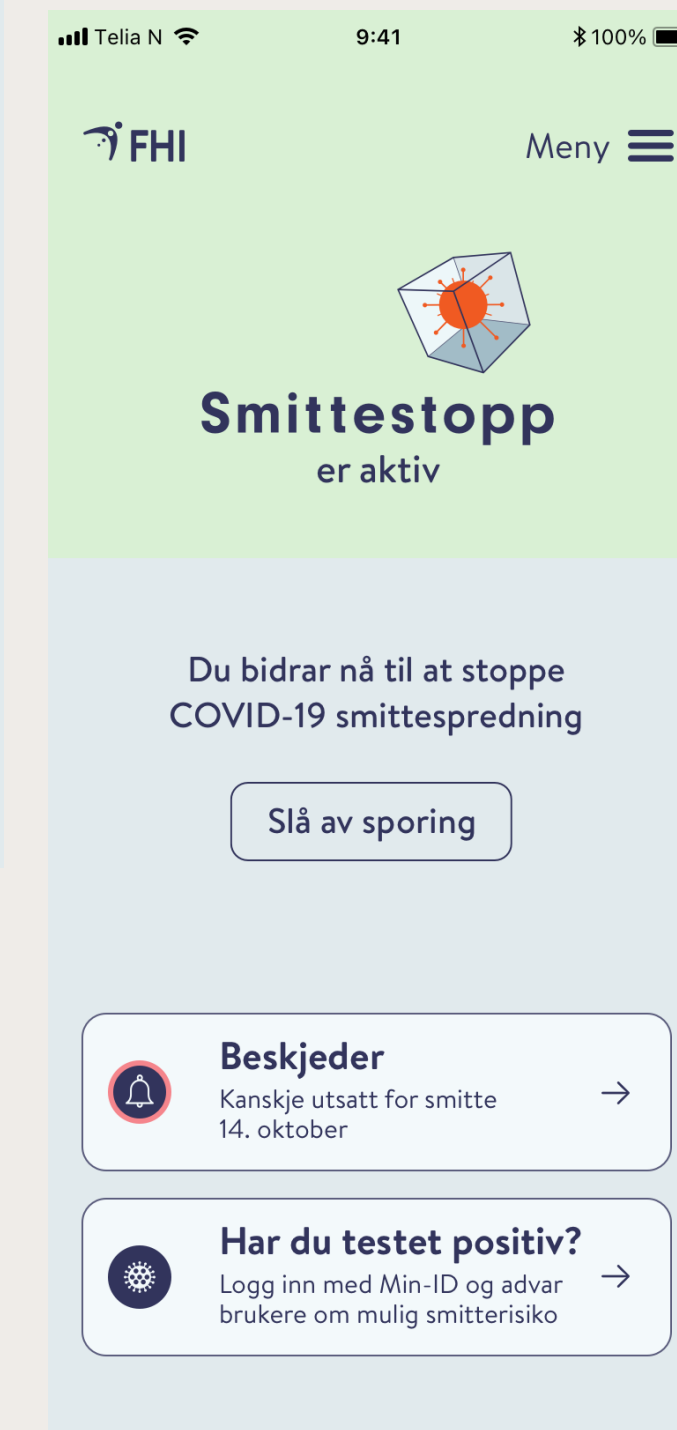 Telia N 9:41 100%
FHI Meny
Smittestopp
er aktiv
Du bidrar nå til at stoppe
COVID-19 smittespredning
Slå av sporing
Beskjeder
Kanskje utsatt for smitte
14. oktober
Har du testet positiv?
Logg inn med Min-ID og advar
brukere om mulig smitterisiko